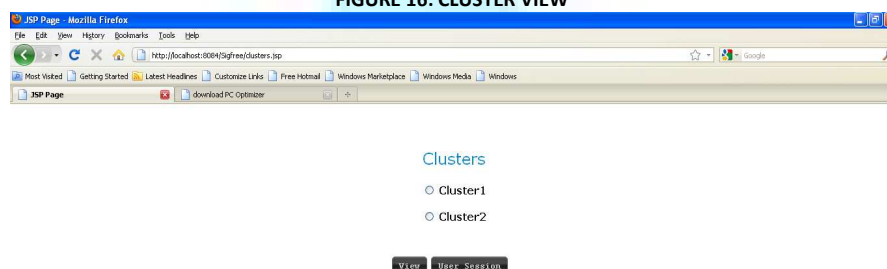 FIGURE 16: CLUSTER VIEW
JSP Page - Mozilla Firefox
File Edit View History Bookmarks Tools Help
http://localhost:8084/Sigfree/clusters.jsp
Google
Most Visited Getting Started Latest Headlines Customize Links Free Hotmail Windows Marketplace Windows Media Windows
JSP Page download PC Optimizer
Clusters
Cluster1
Cluster2
View User Session